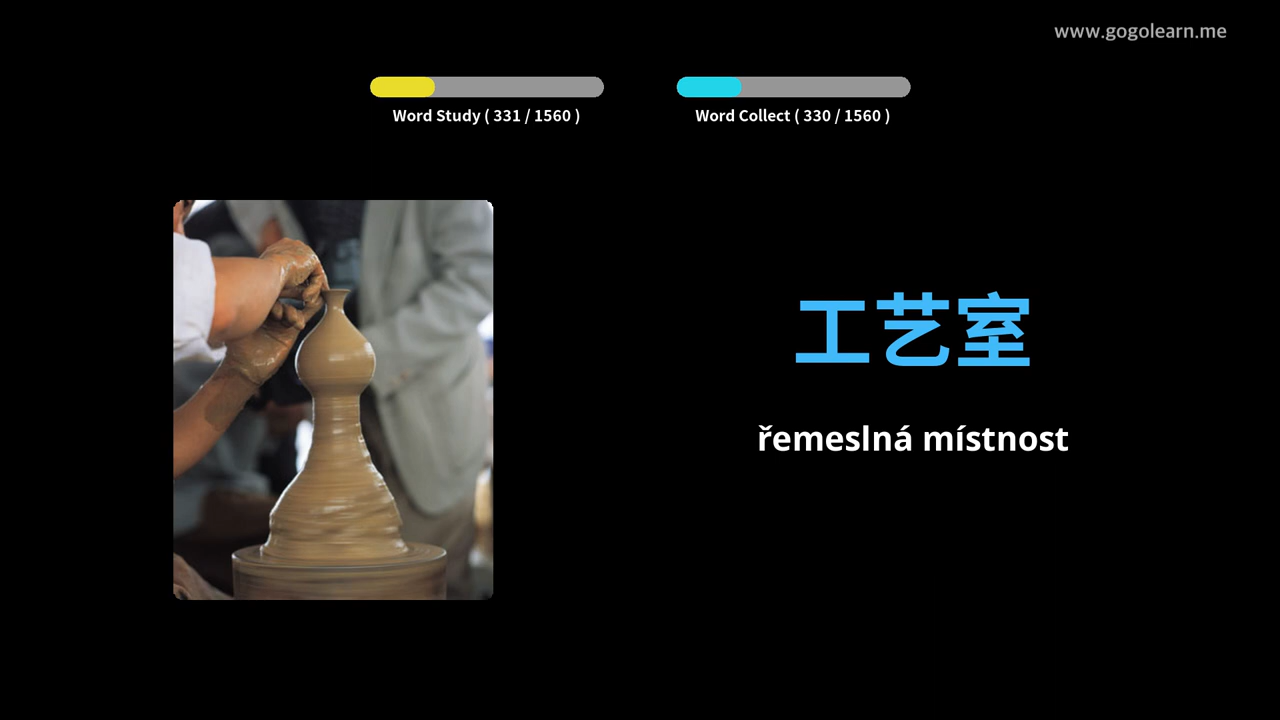 www.gogolearn.me
Word Study ( 331 / 1560 )
Word Collect ( 330 / 1560 )
工艺室
řemeslná místnost